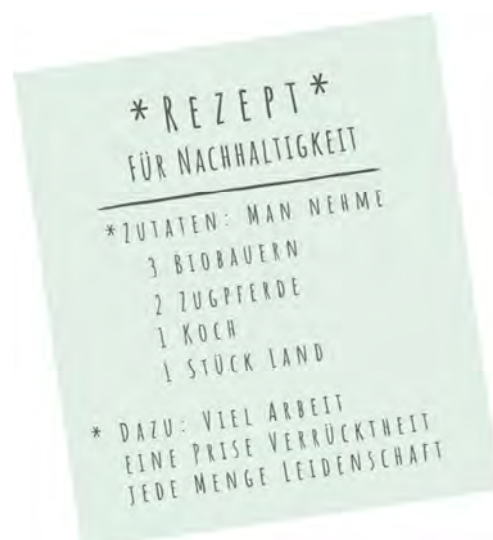 *REZEPT*
FÜR NACHHALTIGKEIT
*ZUTATEN: MAN NEHME
3 BIOBAUERN
2 ZUGPFERDE
1 KOCH
1 STÜCK LAND
* DAZU: VIEL ARBEIT
EINE PRISE VERRÜCKTHEIT
JEDE MENGE LEIDENSCHAFT